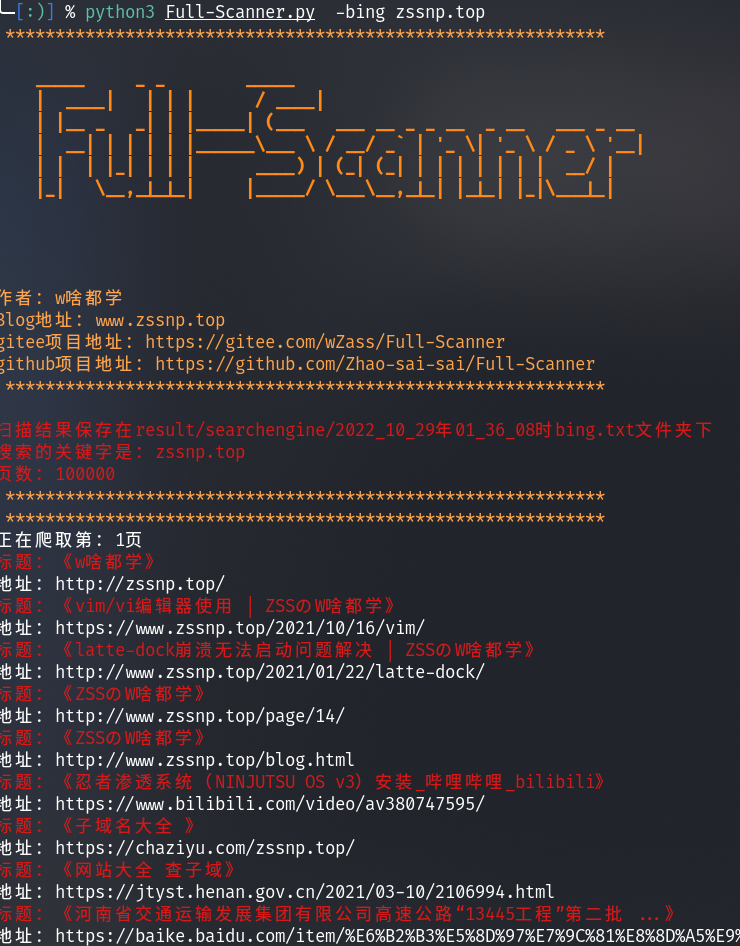 [:)] % python3 Full-Scanner.py  -bing zssnp.top
************************************************************
Full-Scanner
作者: w啥都学
Blog地址: www.zssnp.top
gitee项目地址: https://gitee.com/wZass/Full-Scanner
github项目地址: https://github.com/Zhao-sai-sai/Full-Scanner
************************************************************
扫描结果保存在result/searchengine/2022_10_29年01_36_08时bing.txt文件夹下
搜索的关键字是: zssnp.top
页数: 100000
************************************************************
************************************************************
正在爬取第: 1页
标题: 《w啥都学》
地址: http://zssnp.top/
标题: 《vim/vi编辑器使用 | ZSSのW啥都学》
地址: https://www.zssnp.top/2021/10/16/vim/
标题: 《latte-dock崩溃无法启动问题解决 | ZSSのW啥都学》
地址: http://www.zssnp.top/2021/01/22/latte-dock/
标题: 《ZSSのW啥都学》
地址: http://www.zssnp.top/page/14/
标题: 《ZSSのW啥都学》
地址: http://www.zssnp.top/blog.html
标题: 《忍者渗透系统（NINJUTSU OS v3）安装_哔哩哔哩_bilibili》
地址: https://www.bilibili.com/video/av380747595/
标题: 《子域名大全 》
地址: https://chaziyu.com/zssnp.top/
标题: 《网站大全 查子域》
地址: https://jtyst.henan.gov.cn/2021/03-10/2106994.html
标题: 《河南省交通运输发展集团有限公司高速公路“13445工程”第二批 ...》
地址: https://baike.baidu.com/item/%E6%B2%B3%E5%8D%97%E7%9C%81%E8%8D%A5%E9%